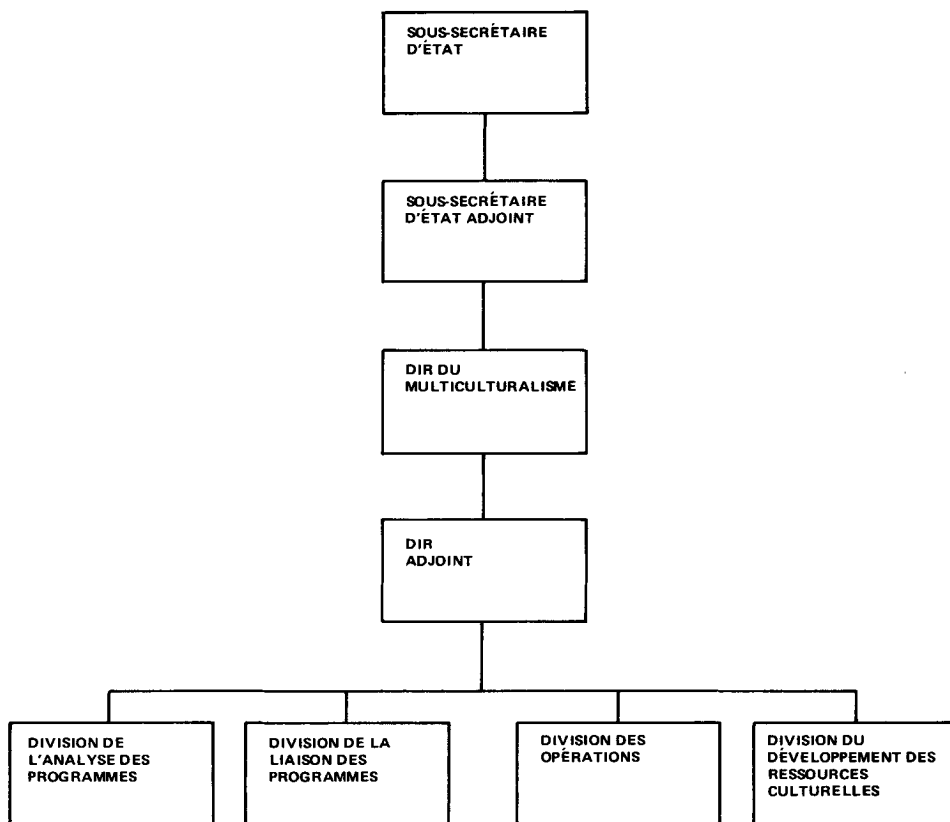 SOUS-SECRÉTAIRE
D'ÉTAT
SOUS-SECRÉTAIRE
D'ÉTAT ADJOINT
DIR DU
MULTICULTURALISME
DIR
ADJOINT
DIVISION DE
L'ANALYSE DES
PROGRAMMES
DIVISION DE LA
LIAISON DES
PROGRAMMES
DIVISION DES
OPÉRATIONS
DIVISION DU
DÉVELOPPEMENT DES
RESSOURCES
CULTURELLES